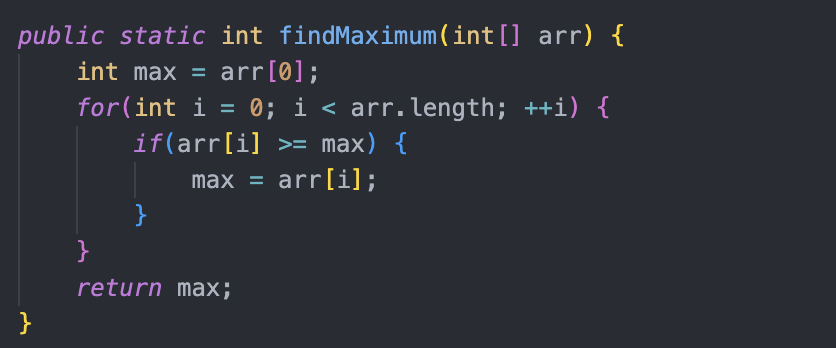 public static int findMaximum(int[] arr) {
    int max = arr[0];
    for(int i = 0; i < arr.length; ++i) {
        if(arr[i] >= max) {
            max = arr[i];
        }
    }
    return max;
}